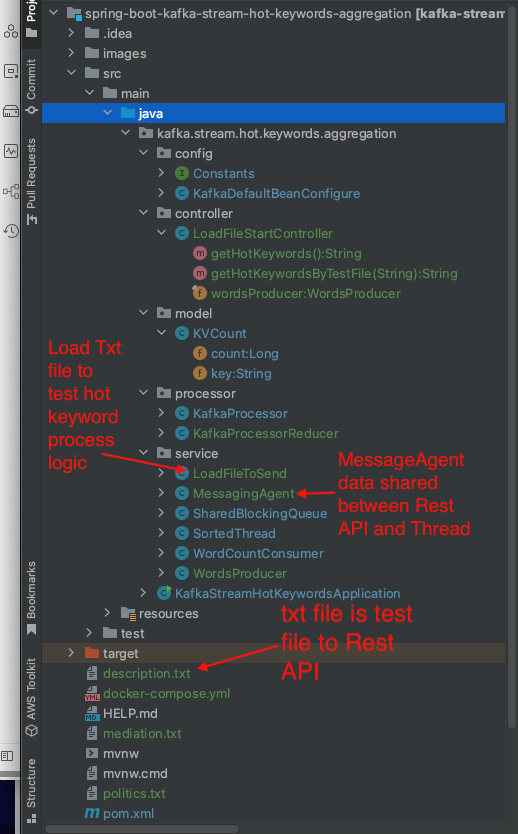 Proj
spring-boot-kafka-stream-hot-keywords-aggregation [kafka-stream
.idea
images
src
Commit
main
java
kafka.stream.hot.keywords.aggregation
config
Pull Requests
Constants
KafkaDefaultBeanConfigure
controller
LoadFileStartController
getHotKeywords():String
getHotKeywordsByTestFile(String):String
wordsProducer:WordsProducer
model
KVCount
count:Long
key:String
Load Txt
file to
test hot
keyword
process
logic
processor
KafkaProcessor
KafkaProcessorReducer
service
LoadFileToSend
MessagingAgent
SharedBlockingQueue
SortedThread
WordCountConsumer
WordsProducer
MessageAgent
data shared
between Rest
API and Thread
KafkaStreamHotKeywordsApplication
Bookmarks
resources
test
txt file is test
file to Rest
API
target
description.txt
AWS Toolkit
YML
docker-compose.yml
MD
HELP.md
mediation.txt
mvnw
mvnw.cmd
Structure
politics.txt
m pom.xml